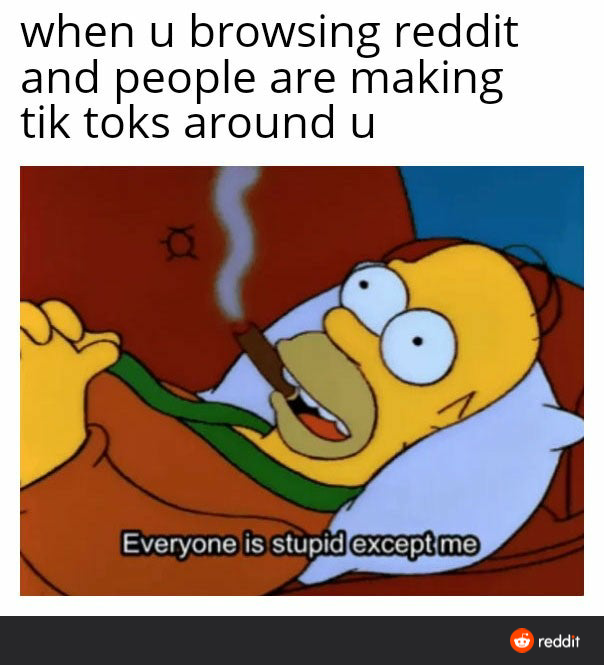 when u browsing reddit
and people are making
tik toks around u
Everyone is stupid except me
reddit